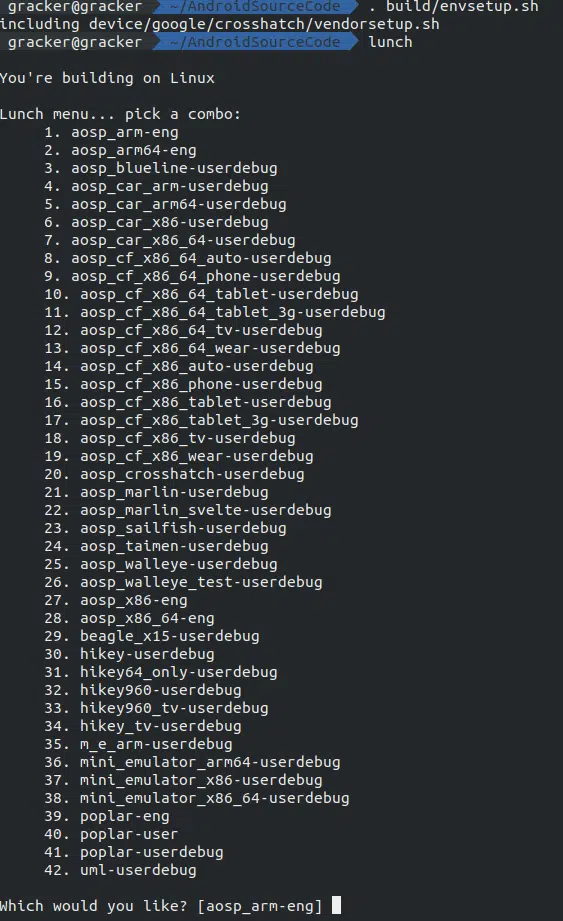 gracker@gracker ~/AndroidSourceCode . build/envsetup.sh
including device/google/crosshatch/vendorsetup.sh
gracker@gracker ~/AndroidSourceCode lunch
You're building on Linux
Lunch menu... pick a combo:
1. aosp_arm-eng
2. aosp_arm64-eng
3. aosp_blueline-userdebug
4. aosp_car_arm-userdebug
5. aosp_car_arm64-userdebug
6. aosp_car_x86-userdebug
7. aosp_car_x86_64-userdebug
8. aosp_cf_x86_64_auto-userdebug
9. aosp_cf_x86_64_phone-userdebug
10. aosp_cf_x86_64_tablet-userdebug
11. aosp_cf_x86_64_tablet_3g-userdebug
12. aosp_cf_x86_64_tv-userdebug
13. aosp_cf_x86_64_wear-userdebug
14. aosp_cf_x86_auto-userdebug
15. aosp_cf_x86_phone-userdebug
16. aosp_cf_x86_tablet-userdebug
17. aosp_cf_x86_tablet_3g-userdebug
18. aosp_cf_x86_tv-userdebug
19. aosp_cf_x86_wear-userdebug
20. aosp_crosshatch-userdebug
21. aosp_marlin-userdebug
22. aosp_marlin_svelte-userdebug
23. aosp_sailfish-userdebug
24. aosp_taimen-userdebug
25. aosp_walleye-userdebug
26. aosp_walleye_test-userdebug
27. aosp_x86-eng
28. aosp_x86_64-eng
29. beagle_x15-userdebug
30. hikey-userdebug
31. hikey64_only-userdebug
32. hikey960-userdebug
33. hikey960_tv-userdebug
34. hikey_tv-userdebug
35. m_e_arm-userdebug
36. mini_emulator_arm64-userdebug
37. mini_emulator_x86-userdebug
38. mini_emulator_x86_64-userdebug
39. poplar-eng
40. poplar-user
41. poplar-userdebug
42. uml-userdebug
Which would you like? [aosp_arm-eng]